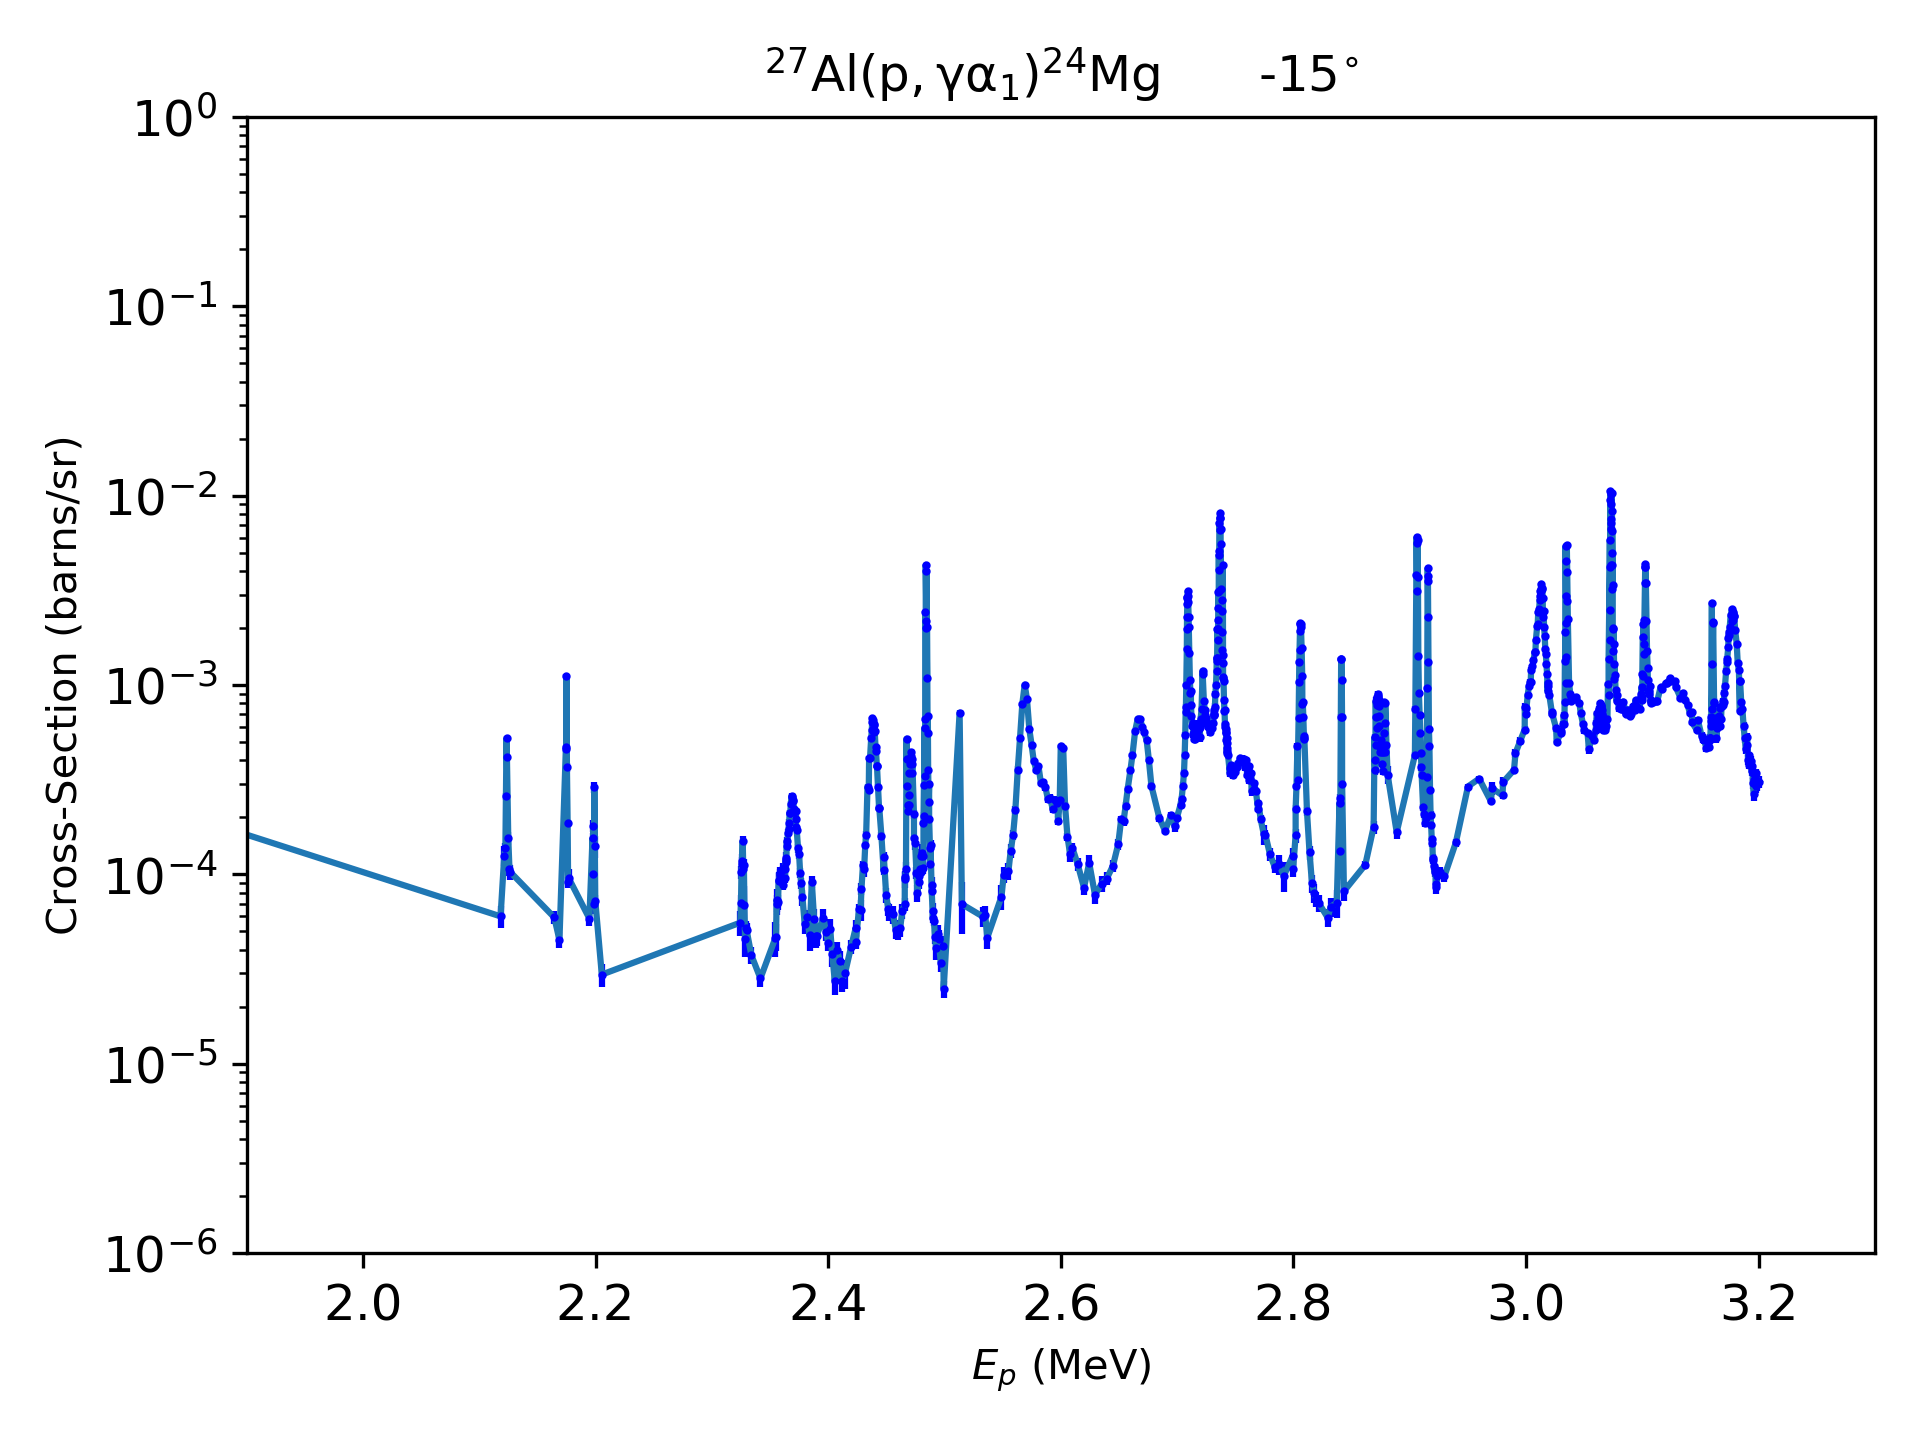 ²⁷Al(p, γα₁)²⁴Mg -15°
10⁰
10⁻¹
10⁻²
10⁻³
10⁻⁴
10⁻⁵
10⁻⁶
Cross-Section (barns/sr)
2.0 2.2 2.4 2.6 2.8 3.0 3.2
Eₚ (MeV)